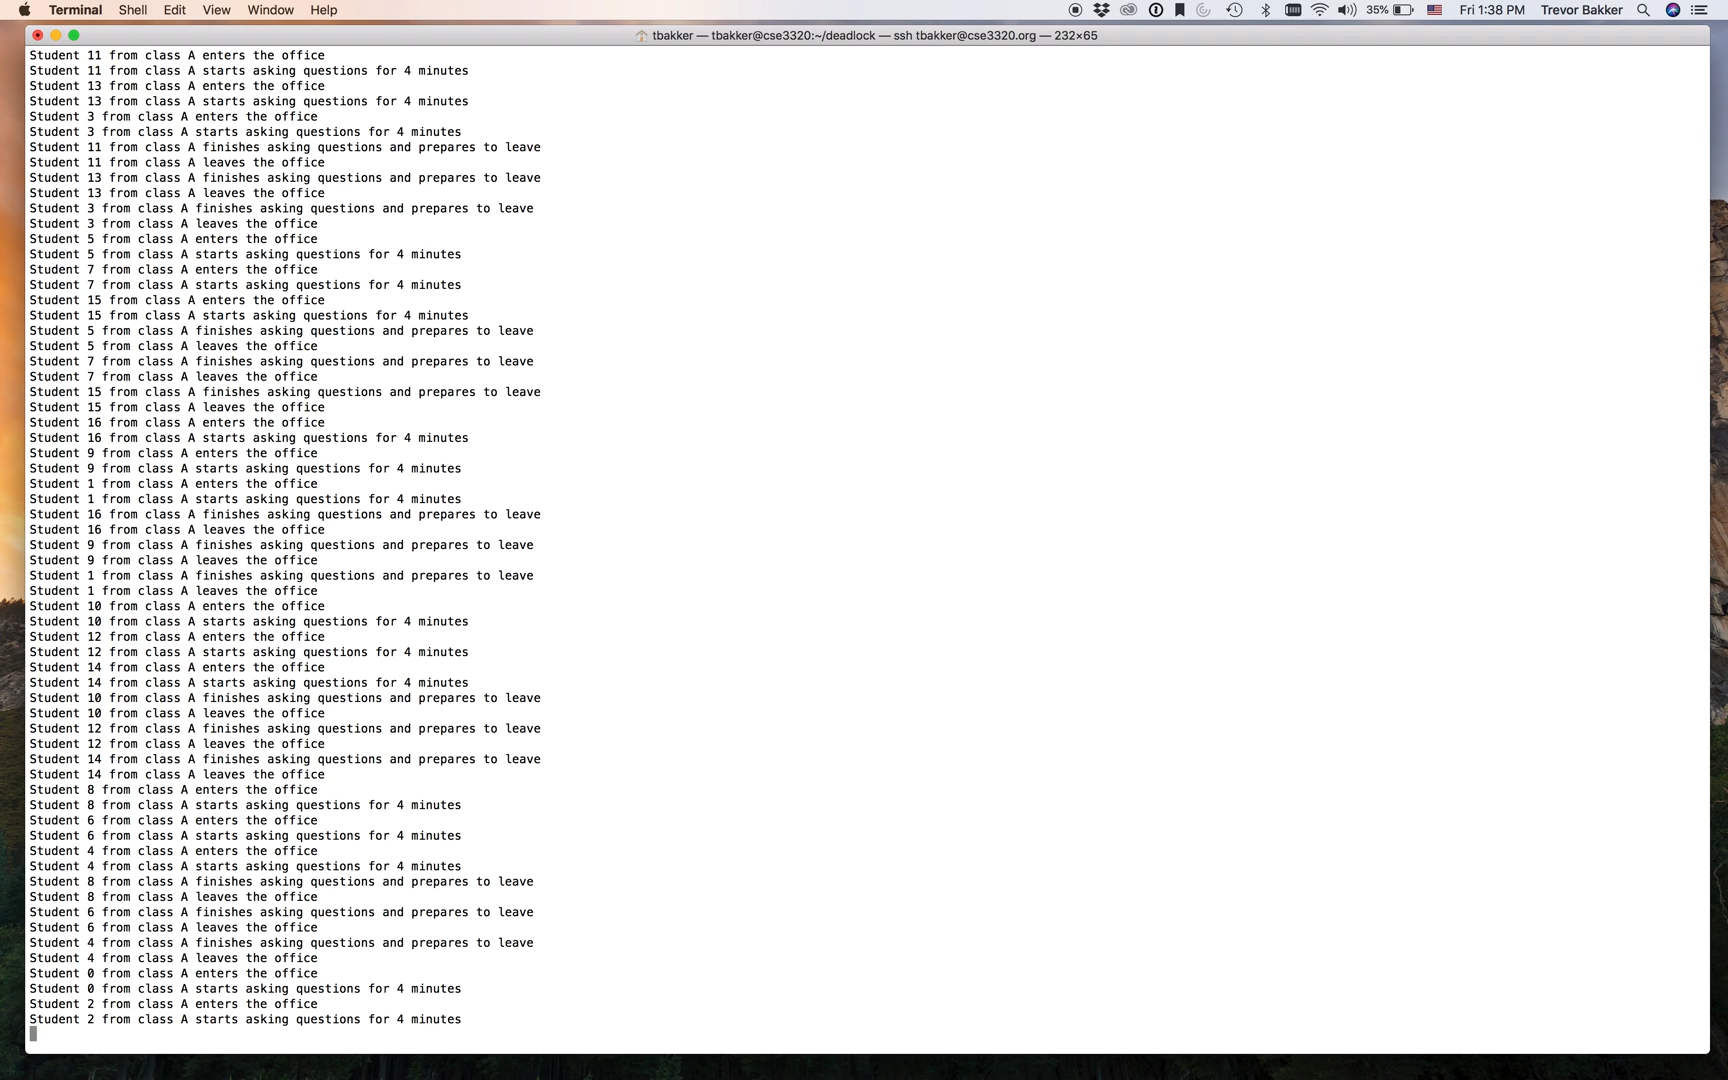 Terminal Shell Edit View Window Help 35% Fri 1:38 PM Trevor Bakker
tbakker — tbakker@cse3320:~/deadlock — ssh tbakker@cse3320.org — 232×65
Student 11 from class A enters the office
Student 11 from class A starts asking questions for 4 minutes
Student 13 from class A enters the office
Student 13 from class A starts asking questions for 4 minutes
Student 3 from class A enters the office
Student 3 from class A starts asking questions for 4 minutes
Student 11 from class A finishes asking questions and prepares to leave
Student 11 from class A leaves the office
Student 13 from class A finishes asking questions and prepares to leave
Student 13 from class A leaves the office
Student 3 from class A finishes asking questions and prepares to leave
Student 3 from class A leaves the office
Student 5 from class A enters the office
Student 5 from class A starts asking questions for 4 minutes
Student 7 from class A enters the office
Student 7 from class A starts asking questions for 4 minutes
Student 15 from class A enters the office
Student 15 from class A starts asking questions for 4 minutes
Student 5 from class A finishes asking questions and prepares to leave
Student 5 from class A leaves the office
Student 7 from class A finishes asking questions and prepares to leave
Student 7 from class A leaves the office
Student 15 from class A finishes asking questions and prepares to leave
Student 15 from class A leaves the office
Student 16 from class A enters the office
Student 16 from class A starts asking questions for 4 minutes
Student 9 from class A enters the office
Student 9 from class A starts asking questions for 4 minutes
Student 1 from class A enters the office
Student 1 from class A starts asking questions for 4 minutes
Student 16 from class A finishes asking questions and prepares to leave
Student 16 from class A leaves the office
Student 9 from class A finishes asking questions and prepares to leave
Student 9 from class A leaves the office
Student 1 from class A finishes asking questions and prepares to leave
Student 1 from class A leaves the office
Student 10 from class A enters the office
Student 10 from class A starts asking questions for 4 minutes
Student 12 from class A enters the office
Student 12 from class A starts asking questions for 4 minutes
Student 14 from class A enters the office
Student 14 from class A starts asking questions for 4 minutes
Student 10 from class A finishes asking questions and prepares to leave
Student 10 from class A leaves the office
Student 12 from class A finishes asking questions and prepares to leave
Student 12 from class A leaves the office
Student 14 from class A finishes asking questions and prepares to leave
Student 14 from class A leaves the office
Student 8 from class A enters the office
Student 8 from class A starts asking questions for 4 minutes
Student 6 from class A enters the office
Student 6 from class A starts asking questions for 4 minutes
Student 4 from class A enters the office
Student 4 from class A starts asking questions for 4 minutes
Student 8 from class A finishes asking questions and prepares to leave
Student 8 from class A leaves the office
Student 6 from class A finishes asking questions and prepares to leave
Student 6 from class A leaves the office
Student 4 from class A finishes asking questions and prepares to leave
Student 4 from class A leaves the office
Student 0 from class A enters the office
Student 0 from class A starts asking questions for 4 minutes
Student 2 from class A enters the office
Student 2 from class A starts asking questions for 4 minutes